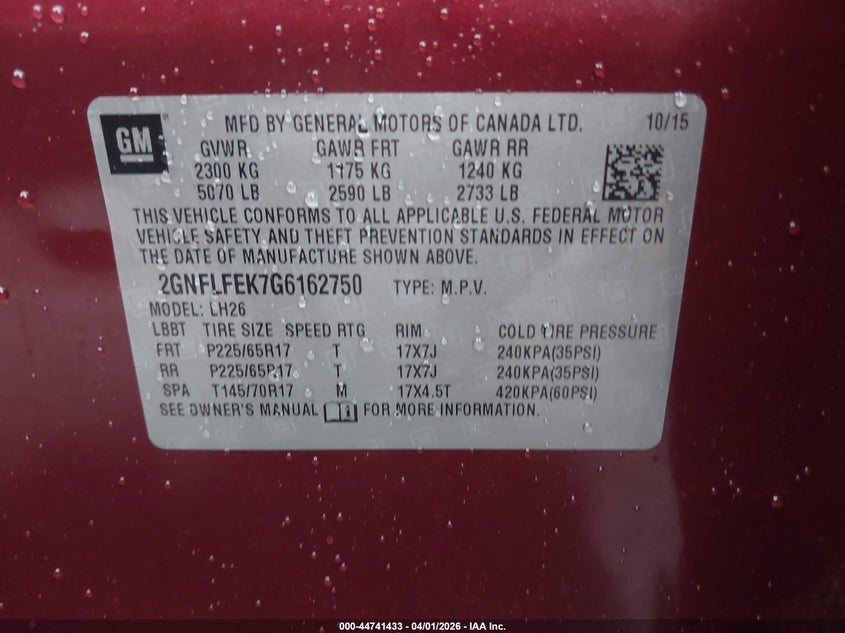 GM
MFD BY GENERAL MOTORS OF CANADA LTD. 10/15
GVWR GAWR FRT GAWR RR
2300 KG 1175 KG 1240 KG
5070 LB 2590 LB 2733 LB
THIS VEHICLE CONFORMS TO ALL APPLICABLE U.S. FEDERAL MOTOR
VEHICLE SAFETY AND THEFT PREVENTION STANDARDS IN EFFECT ON
THE DATE OF MANUFACTURE SHOWN ABOVE.
2GNFLFEK7G6162750 TYPE: M.P.V.
MODEL: LH26
LBBT TIRE SIZE SPEED RTG RIM COLD TIRE PRESSURE
FRT P225/65R17 T 17X7J 240KPA(35PSI)
RR P225/65R17 T 17X7J 240KPA(35PSI)
SPA T145/70R17 M 17X4.5T 420KPA(60PSI)
SEE OWNER'S MANUAL FOR MORE INFORMATION.
000-44741433 - 04/01/2026 - IAA Inc.